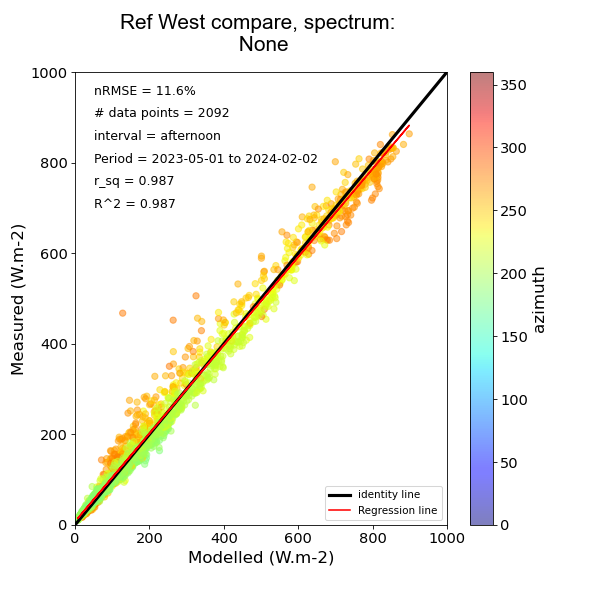 Ref West compare, spectrum:
None
nRMSE = 11.6%
# data points = 2092
interval = afternoon
Period = 2023-05-01 to 2024-02-02
r_sq = 0.987
R^2 = 0.987
1000
800
600
400
200
0
Measured (W.m-2)
0 200 400 600 800 1000
Modelled (W.m-2)
identity line
Regression line
350
300
250
200
150
100
50
0
azimuth